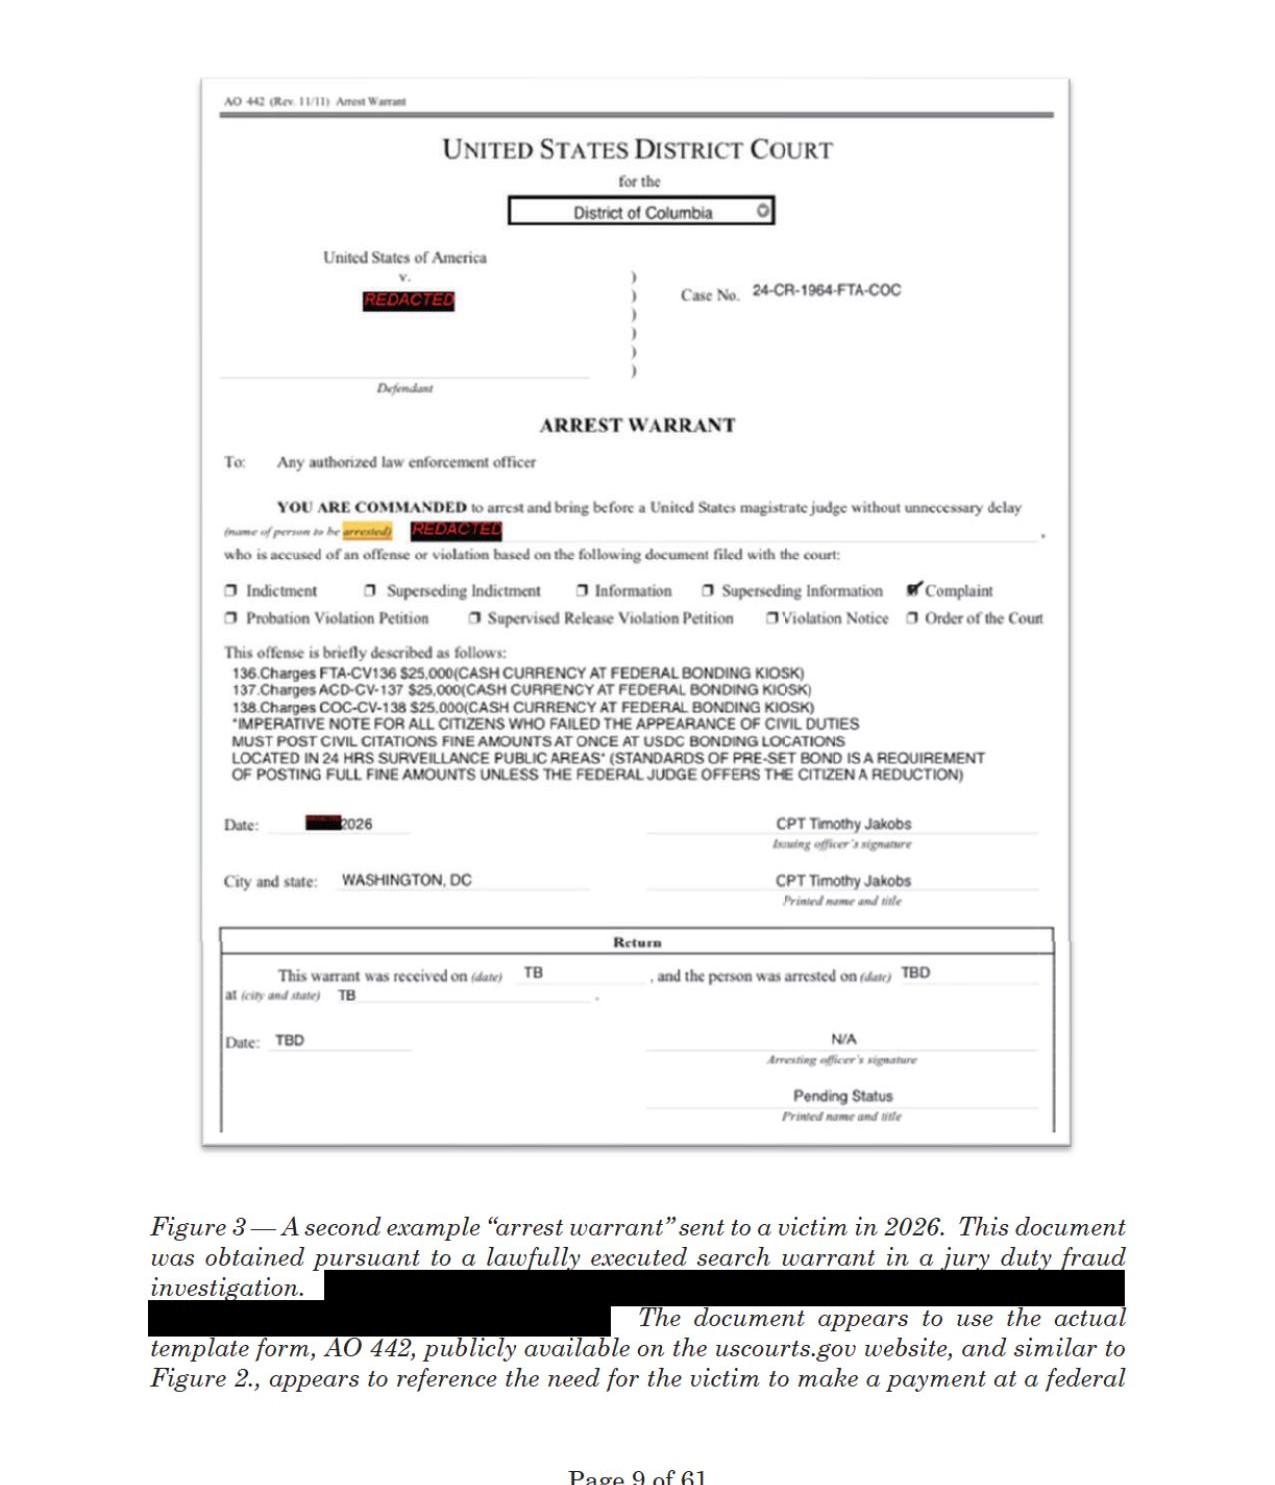 AO 442 (Rev. 11/11) Arrest Warrant
UNITED STATES DISTRICT COURT
for the
District of Columbia
United States of America
v.
REDACTED
Defendant
)
)
)
)
)
)
Case No. 24-CR-1964-FTA-COC
ARREST WARRANT
To: Any authorized law enforcement officer
YOU ARE COMMANDED to arrest and bring before a United States magistrate judge without unnecessary delay
(name of person to be arrested) REDACTED .
who is accused of an offense or violation based on the following document filed with the court:
❒ Indictment ❒ Superseding Indictment ❒ Information ❒ Superseding Information ✔ Complaint
❒ Probation Violation Petition ❒ Supervised Release Violation Petition ❒ Violation Notice ❒ Order of the Court
This offense is briefly described as follows:
136.Charges FTA-CV136 $25,000(CASH CURRENCY AT FEDERAL BONDING KIOSK)
137.Charges ACD-CV-137 $25,000(CASH CURRENCY AT FEDERAL BONDING KIOSK)
138.Charges COC-CV-138 $25,000(CASH CURRENCY AT FEDERAL BONDING KIOSK)
*IMPERATIVE NOTE FOR ALL CITIZENS WHO FAILED THE APPEARANCE OF CIVIL DUTIES
MUST POST CIVIL CITATIONS FINE AMOUNTS AT ONCE AT USDC BONDING LOCATIONS
LOCATED IN 24 HRS SURVEILLANCE PUBLIC AREAS* (STANDARDS OF PRE-SET BOND IS A REQUIREMENT
OF POSTING FULL FINE AMOUNTS UNLESS THE FEDERAL JUDGE OFFERS THE CITIZEN A REDUCTION)
Date: 2026 CPT Timothy Jakobs
Issuing officer's signature
City and state: WASHINGTON, DC CPT Timothy Jakobs
Printed name and title
Return
This warrant was received on (date) TB , and the person was arrested on (date) TBD
at (city and state) TB .
Date: TBD N/A
Arresting officer's signature
Pending Status
Printed name and title
Figure 3 — A second example “arrest warrant” sent to a victim in 2026. This document
was obtained pursuant to a lawfully executed search warrant in a jury duty fraud
investigation.
The document appears to use the actual
template form, AO 442, publicly available on the uscourts.gov website, and similar to
Figure 2., appears to reference the need for the victim to make a payment at a federal
Page 9 of 61